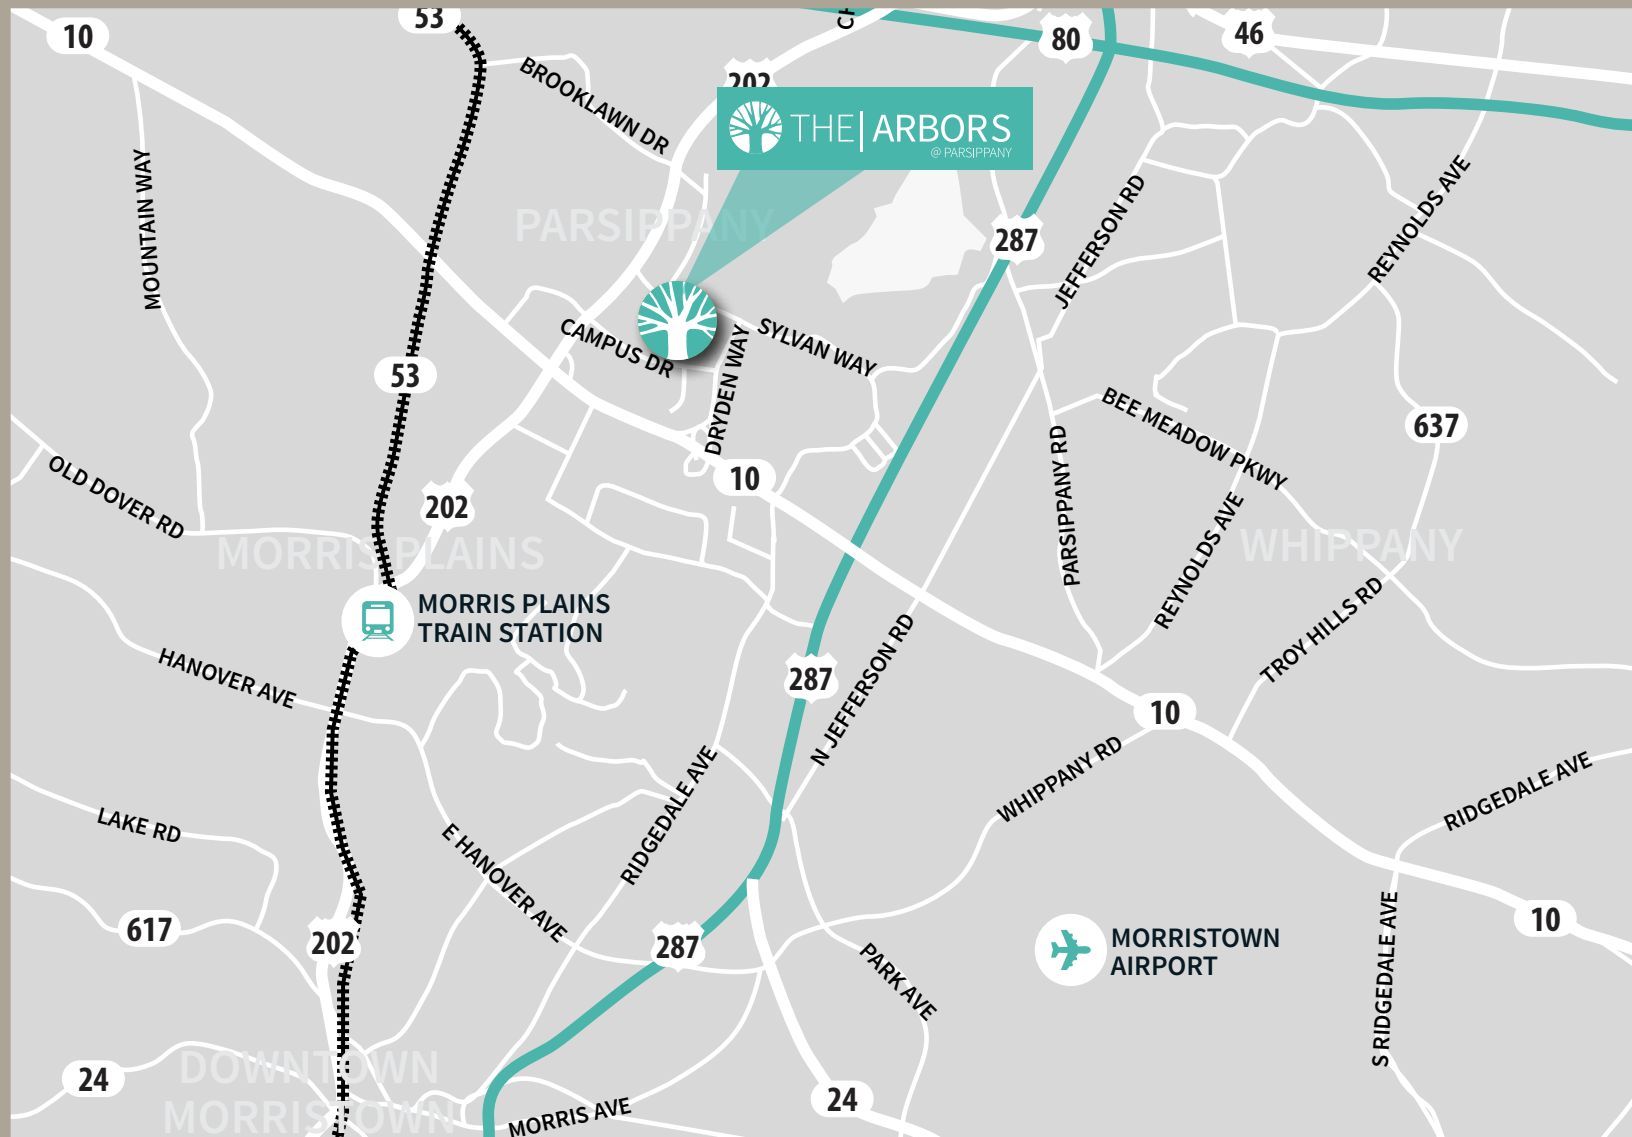 53
10
CH
80
46
202
BROOKLAWN DR
THE|ARBORS
@ PARSIPPANY
MOUNTAIN WAY
PARSIPPANY
287
JEFFERSON RD
REYNOLDS AVE
CAMPUS DR
DRYDEN WAY
SYLVAN WAY
53
BEE MEADOW PKWY
637
OLD DOVER RD
202
10
PARSIPPANY RD
REYNOLDS AVE
MORRIS PLAINS
WHIPPANY
MORRIS PLAINS
TRAIN STATION
TROY HILLS RD
HANOVER AVE
287
N JEFFERSON RD
10
WHIPPANY RD
RIDGEDALE AVE
RIDGEDALE AVE
LAKE RD
E HANOVER AVE
617
202
287
10
MORRISTOWN
AIRPORT
PARK AVE
S RIDGEDALE AVE
DOWNTOWN
MORRISTOWN
24
24
MORRIS AVE